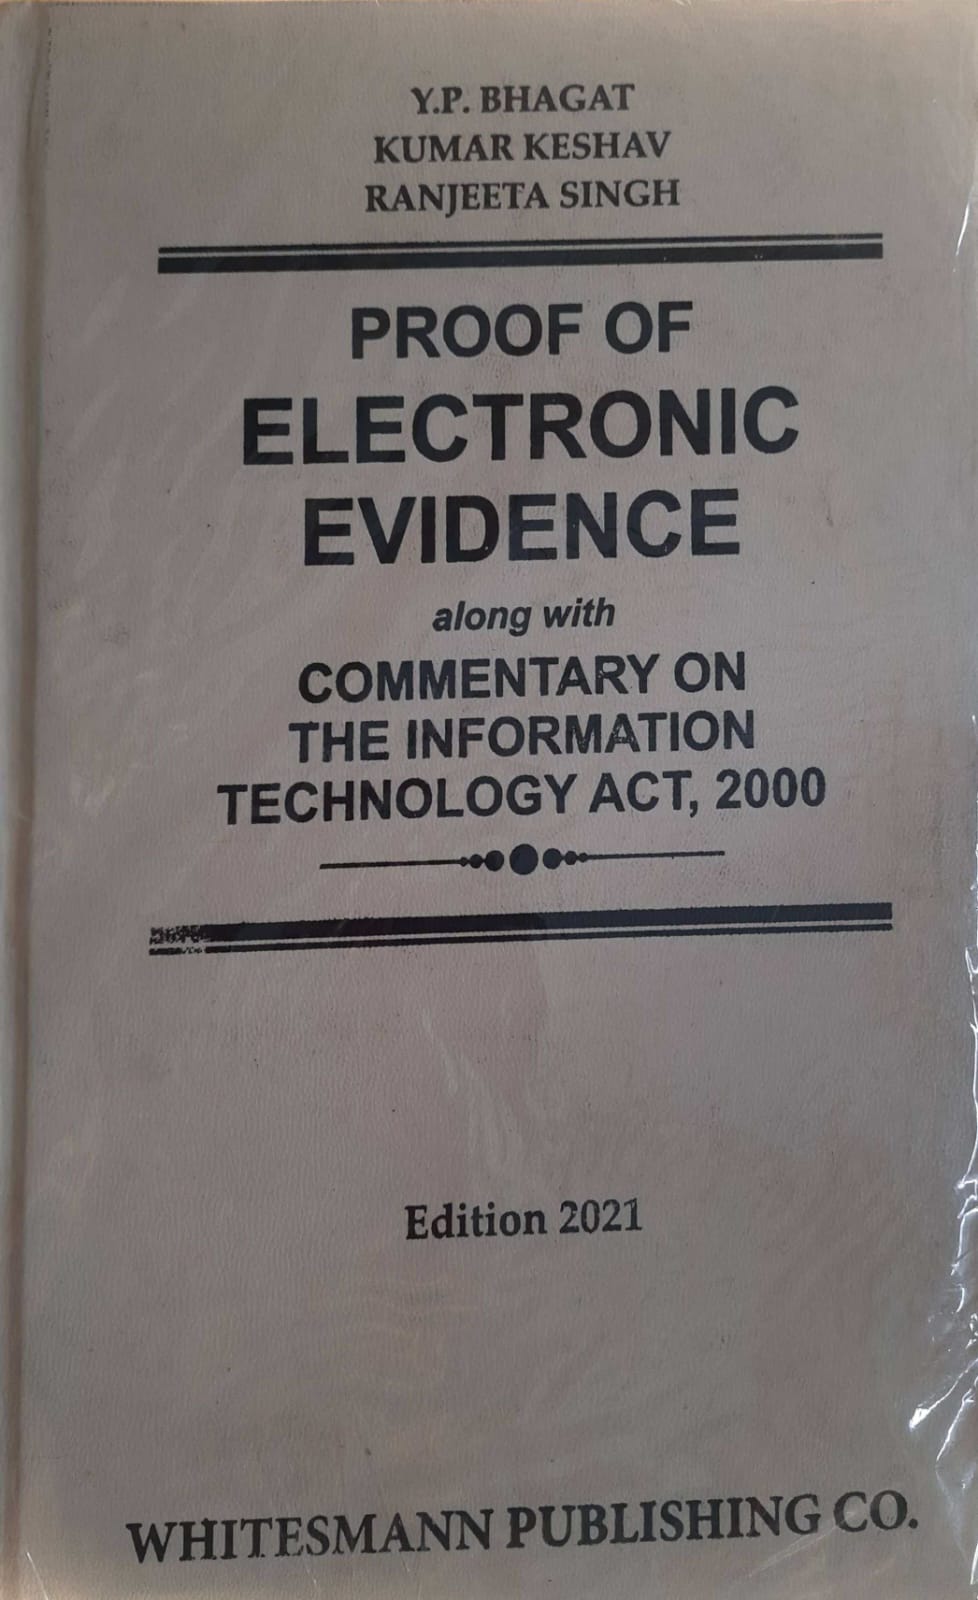 Y.P. BHAGAT
KUMAR KESHAV
RANJEETA SINGH
PROOF OF
ELECTRONIC
EVIDENCE
along with
COMMENTARY ON
THE INFORMATION
TECHNOLOGY ACT, 2000
Edition 2021
WHITESMANN PUBLISHING CO.